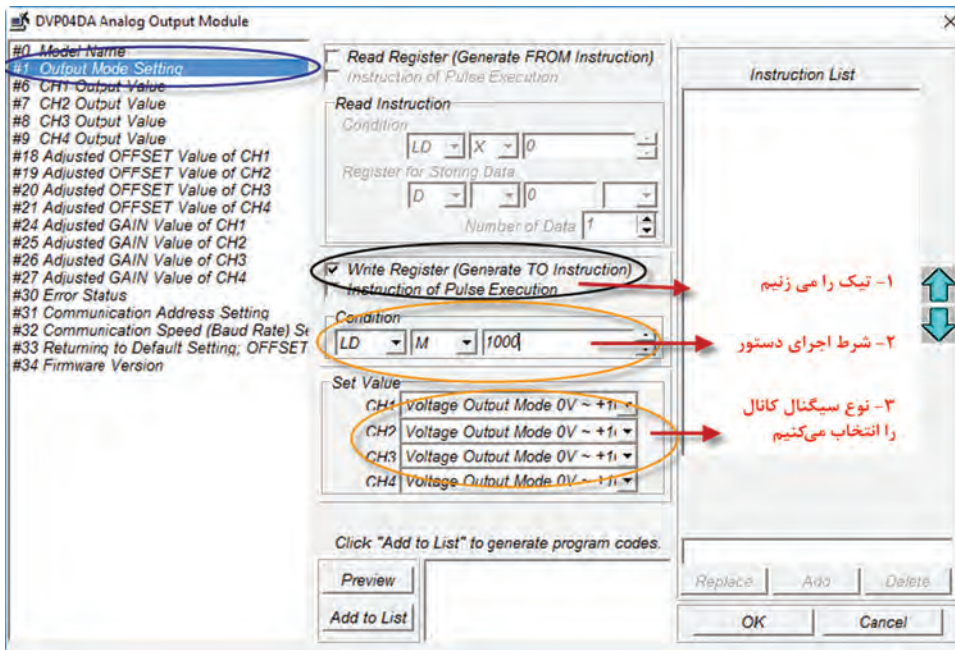 DVP04DA Analog Output Module
#0 Model Name
#1 Output Mode Setting
#6 CH1 Output Value
#7 CH2 Output Value
#8 CH3 Output Value
#9 CH4 Output Value
#18 Adjusted OFFSET Value of CH1
#19 Adjusted OFFSET Value of CH2
#20 Adjusted OFFSET Value of CH3
#21 Adjusted OFFSET Value of CH4
#24 Adjusted GAIN Value of CH1
#25 Adjusted GAIN Value of CH2
#26 Adjusted GAIN Value of CH3
#27 Adjusted GAIN Value of CH4
#30 Error Status
#31 Communication Address Setting
#32 Communication Speed (Baud Rate) Se
#33 Returning to Default Setting; OFFSET
#34 Firmware Version
Read Register (Generate FROM Instruction)
Instruction of Pulse Execution
Read Instruction
Condition
LD X 0
Register for Storing Data
D 0
Number of Data 1
Write Register (Generate TO Instruction)
Instruction of Pulse Execution
Condition
LD M 1000
Set Value
CH1 Voltage Output Mode 0V ~ +1
CH2 Voltage Output Mode 0V ~ +1
CH3 Voltage Output Mode 0V ~ +1
CH4 Voltage Output Mode 0V ~ +1
Click "Add to List" to generate program codes.
Preview
Add to List
Instruction List
۱- تیک را می زنیم
۲- شرط اجرای دستور
۳- نوع سیگنال کانال
را انتخاب می‌کنیم
Replace Add Delete
OK Cancel